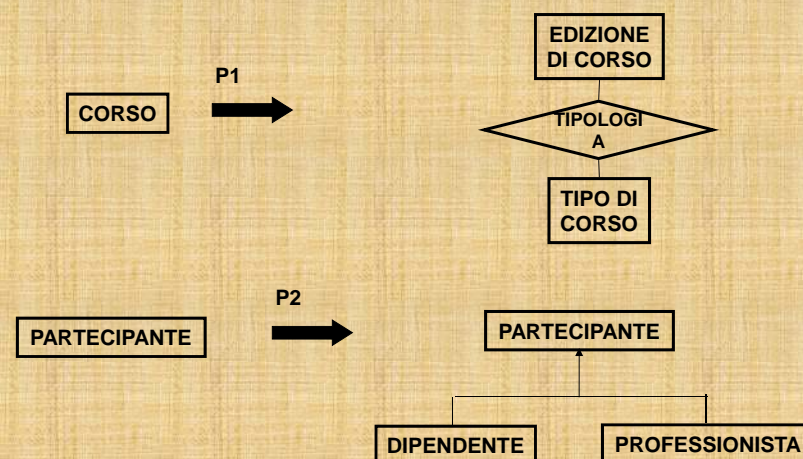 EDIZIONE
DI CORSO
P1
CORSO
TIPOLOGI
A
TIPO DI
CORSO
P2
PARTECIPANTE
PARTECIPANTE
DIPENDENTE
PROFESSIONISTA